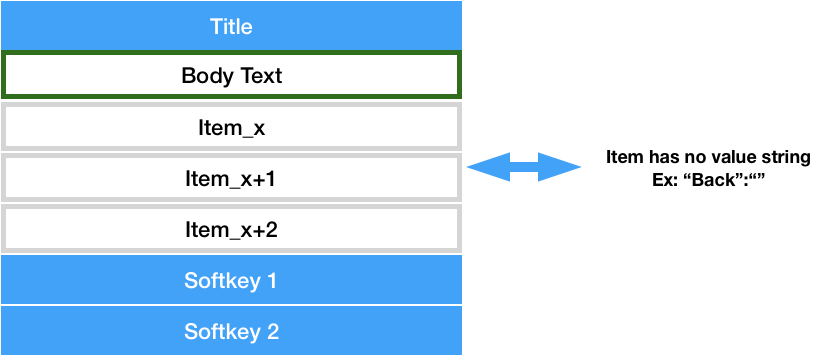 Title
Body Text
Item_x
Item_x+1
Item has no value string
Ex: “Back”:“”
Item_x+2
Softkey 1
Softkey 2